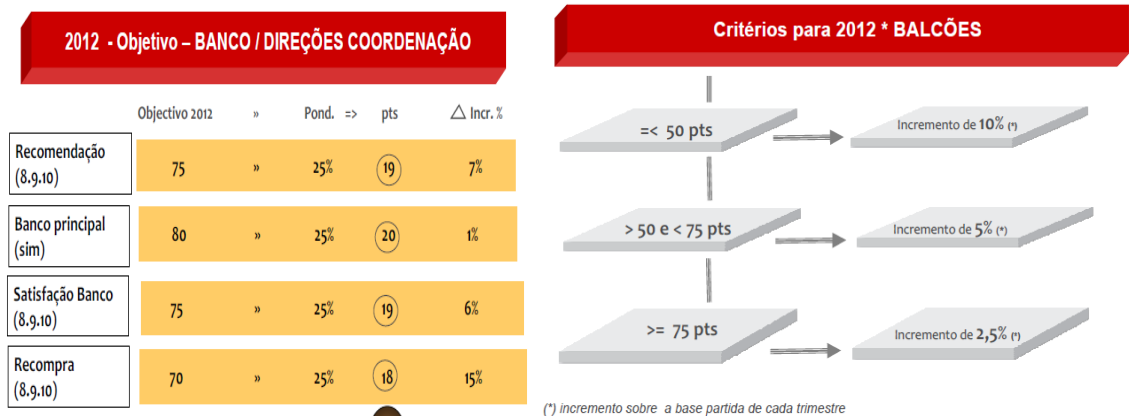 2012 - Objetivo – BANCO / DIREÇÕES COORDENAÇÃO
Objectivo 2012 » Pond. => pts △ Incr. %
Recomendação
(8.9.10)
75 » 25% 19 7%
Banco principal
(sim)
80 » 25% 20 1%
Satisfação Banco
(8.9.10)
75 » 25% 19 6%
Recompra
(8.9.10)
70 » 25% 18 15%
Critérios para 2012 * BALCÕES
=< 50 pts
Incremento de 10% (*)
> 50 e < 75 pts
Incremento de 5% (*)
>= 75 pts
Incremento de 2,5% (*)
(*) incremento sobre a base partida de cada trimestre